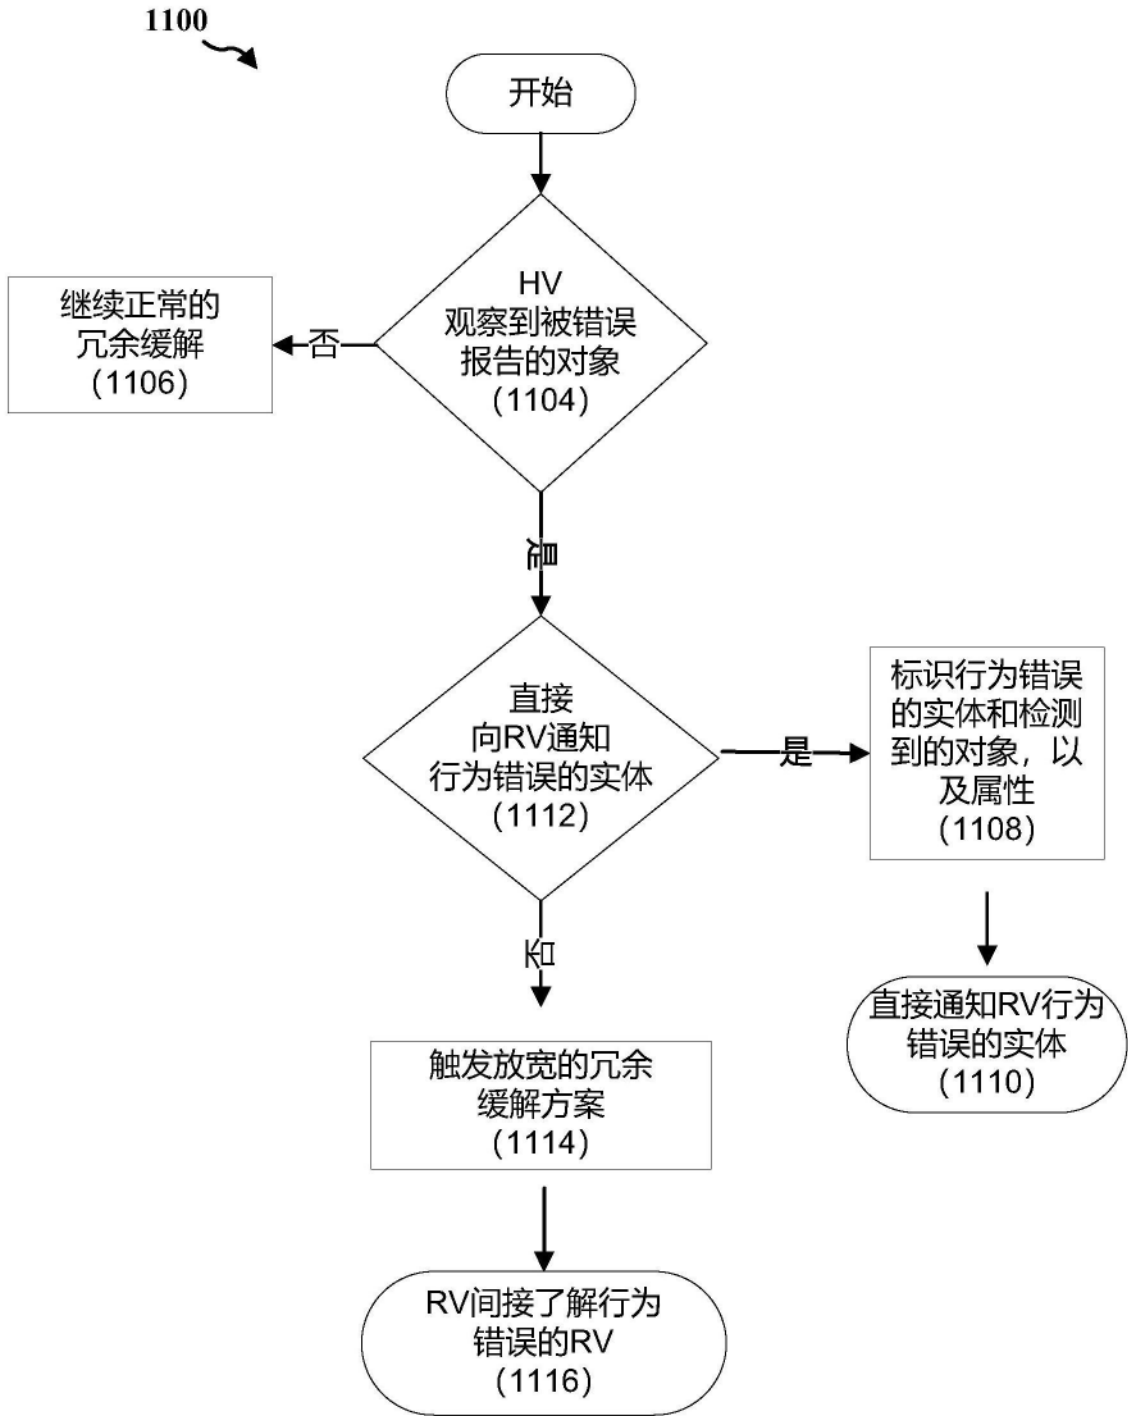 1100
开始
HV
观察到被错误
报告的对象
（1104）
否
继续正常的
冗余缓解
（1106）
是
直接
向RV通知
行为错误的实体
（1112）
是
标识行为错误
的实体和检测
到的对象，以
及属性
（1108）
直接通知RV行为
错误的实体
（1110）
否
触发放宽的冗余
缓解方案
（1114）
RV间接了解行为
错误的RV
（1116）